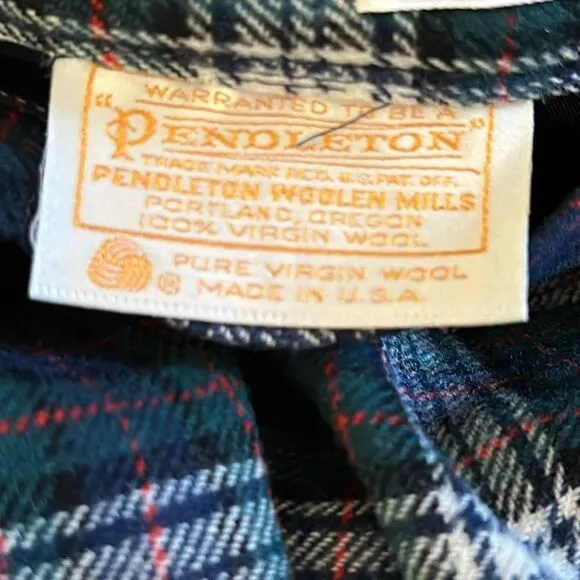 WARRANTED TO BE A
"PENDLETON"
TRADE MARK REG. U.S. PAT. OFF.
PENDLETON WOOLEN MILLS
PORTLAND, OREGON
100% VIRGIN WOOL
PURE VIRGIN WOOL
® MADE IN U.S.A.